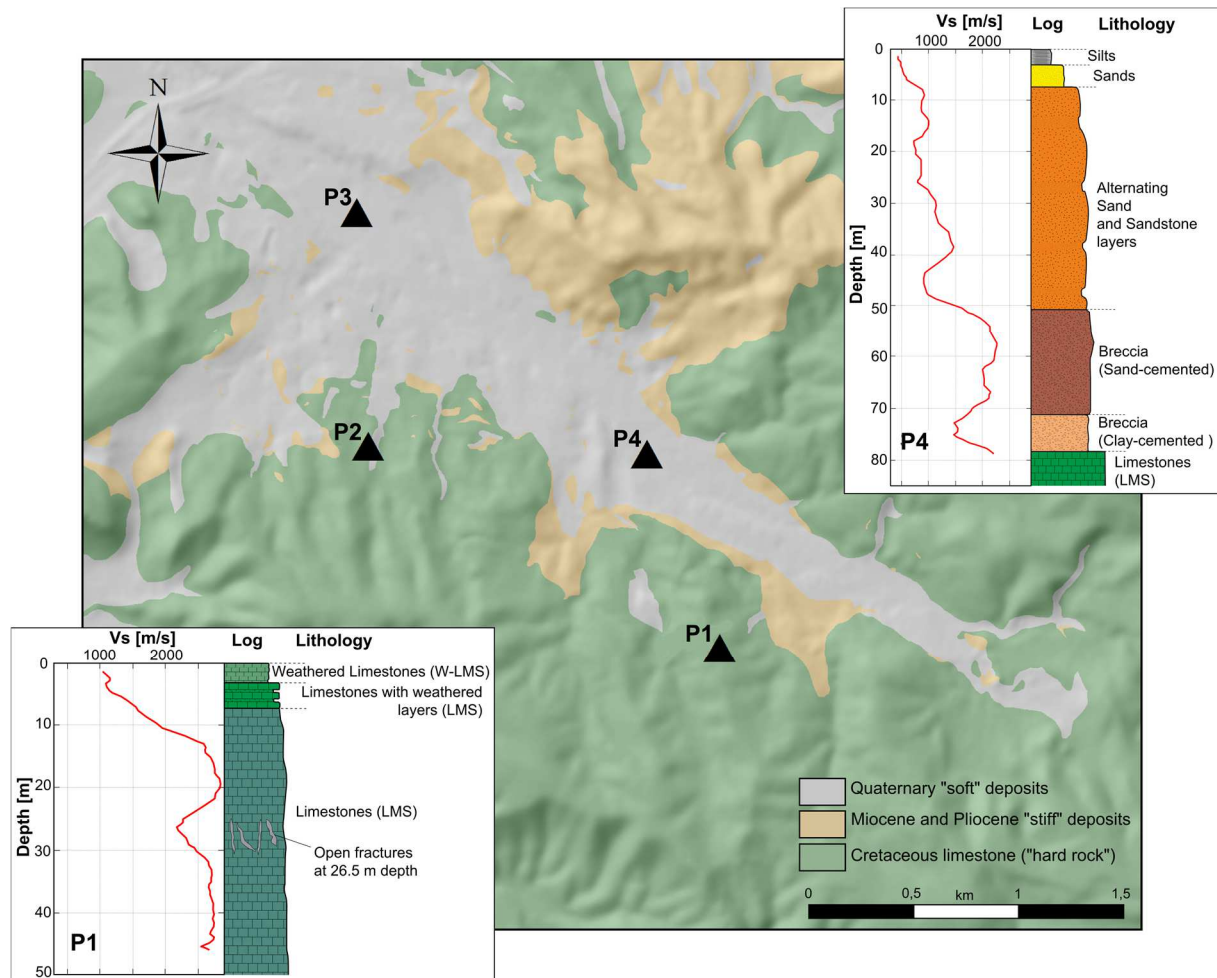 Vs [m/s] Log Lithology
1000 2000
0
10
20
30
40
50
60
70
80
Depth [m]
Silts
Sands
Alternating
Sand
and Sandstone
layers
Breccia
(Sand-cemented)
Breccia
(Clay-cemented )
Limestones
(LMS)
P4
N
P3
P2
P4
P1
Vs [m/s] Log Lithology
1000 2000
0
10
20
30
40
50
Depth [m]
Weathered Limestones (W-LMS)
Limestones with weathered
layers (LMS)
Limestones (LMS)
Open fractures
at 26.5 m depth
P1
Quaternary "soft" deposits
Miocene and Pliocene "stiff" deposits
Cretaceous limestone ("hard rock")
0 0,5 km 1 1,5